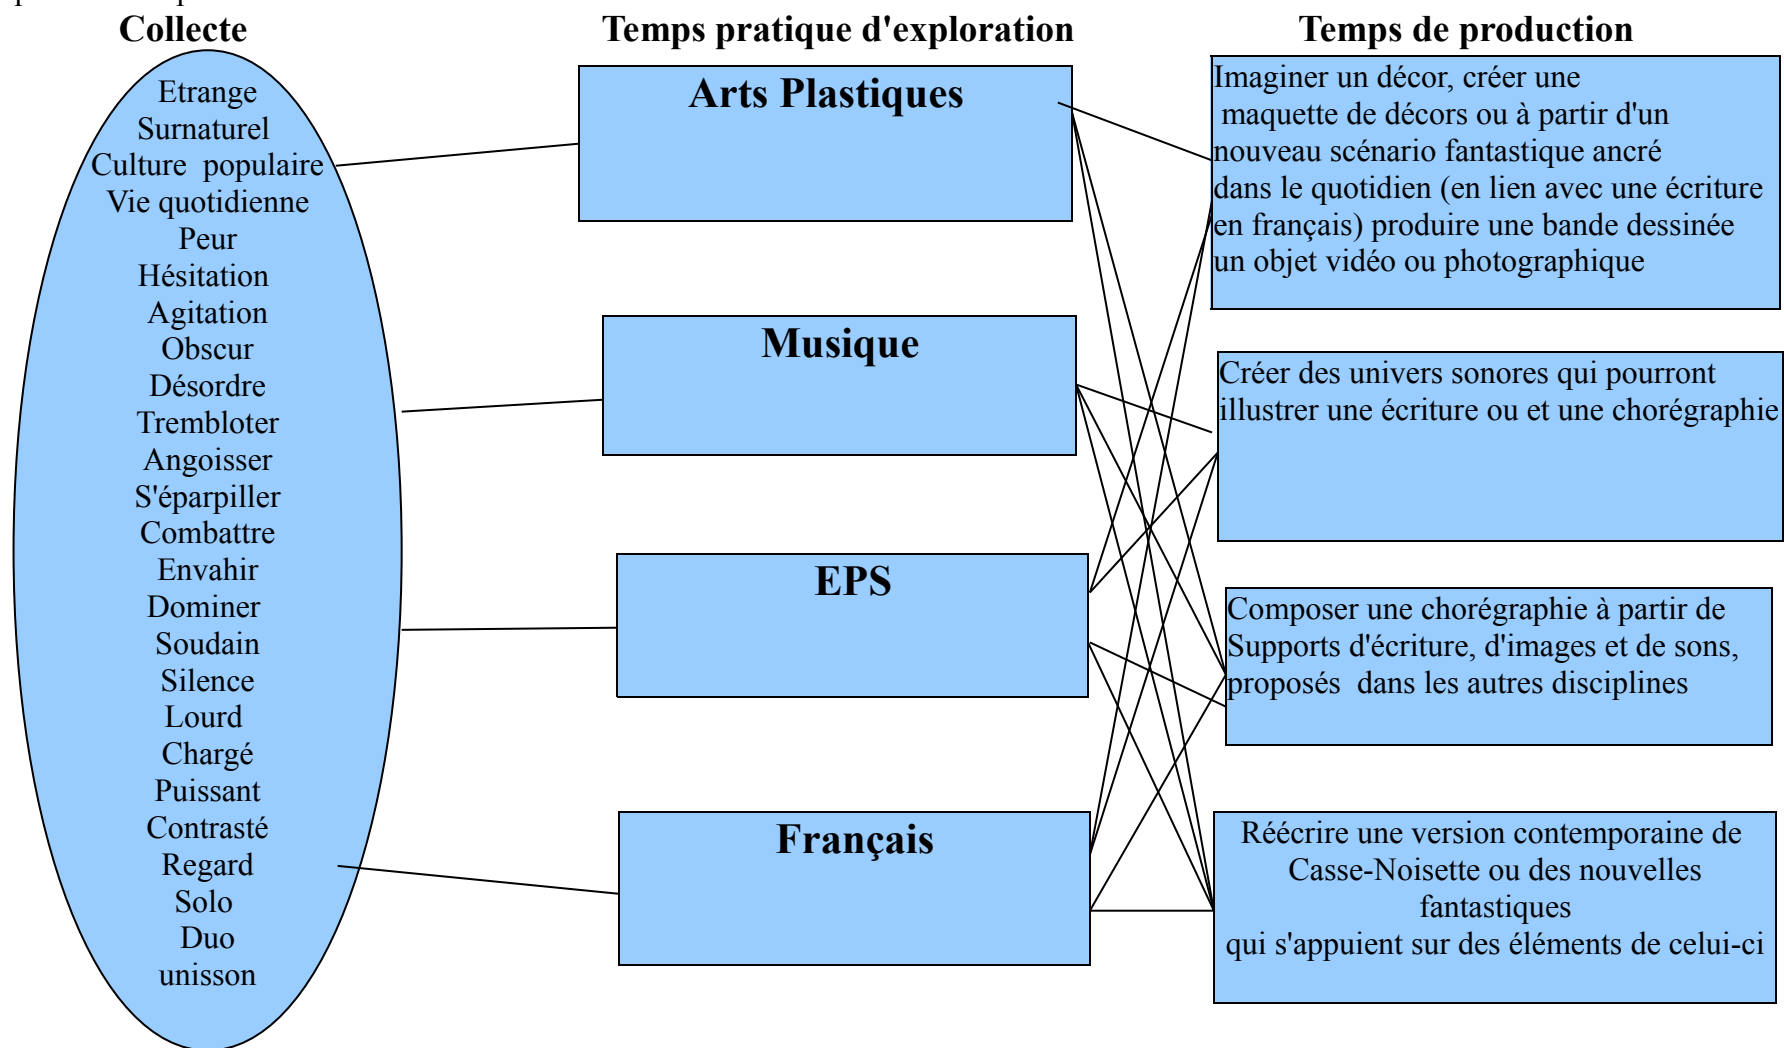 Collecte
Temps pratique d'exploration
Temps de production
Etrange
Surnaturel
Culture populaire
Vie quotidienne
Peur
Hésitation
Agitation
Obscur
Désordre
Trembloter
Angoisser
S'éparpiller
Combattre
Envahir
Dominer
Soudain
Silence
Lourd
Chargé
Puissant
Contrasté
Regard
Solo
Duo
unisson
Arts Plastiques
Musique
EPS
Français
Imaginer un décor, créer une
maquette de décors ou à partir d'un
nouveau scénario fantastique ancré
dans le quotidien (en lien avec une écriture
en français) produire une bande dessinée
un objet vidéo ou photographique
Créer des univers sonores qui pourront
illustrer une écriture ou et une chorégraphie
Composer une chorégraphie à partir de
Supports d'écriture, d'images et de sons,
proposés dans les autres disciplines
Réécrire une version contemporaine de
Casse-Noisette ou des nouvelles
fantastiques
qui s'appuient sur des éléments de celui-ci